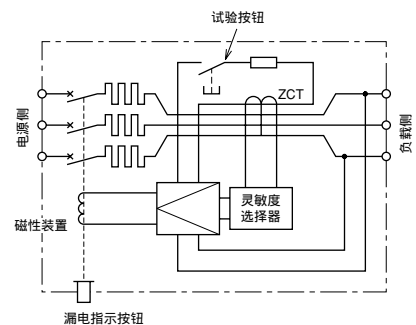 试验按钮
ZCT
电源侧
负载侧
灵敏度
选择器
磁性装置
漏电指示按钮